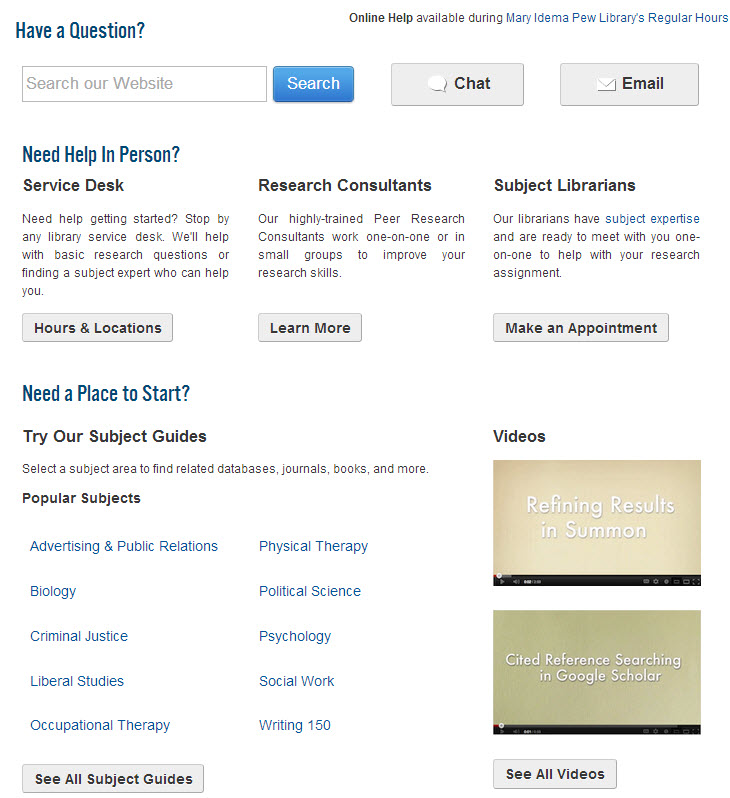 Online Help available during Mary Idema Pew Library's Regular Hours
Have a Question?
Search our Website
Search
Chat
Email
Need Help In Person?
Service Desk
Need help getting started? Stop by
any library service desk. We'll help
with basic research questions or
finding a subject expert who can help
you.
Hours & Locations
Research Consultants
Our highly-trained Peer Research
Consultants work one-on-one or in
small groups to improve your
research skills.
Learn More
Subject Librarians
Our librarians have subject expertise
and are ready to meet with you one-
on-one to help with your research
assignment.
Make an Appointment
Need a Place to Start?
Try Our Subject Guides
Select a subject area to find related databases, journals, books, and more.
Popular Subjects
Advertising & Public Relations
Biology
Criminal Justice
Liberal Studies
Occupational Therapy
Physical Therapy
Political Science
Psychology
Social Work
Writing 150
See All Subject Guides
Videos
Refining Results
in Summon
Cited Reference Searching
in Google Scholar
See All Videos